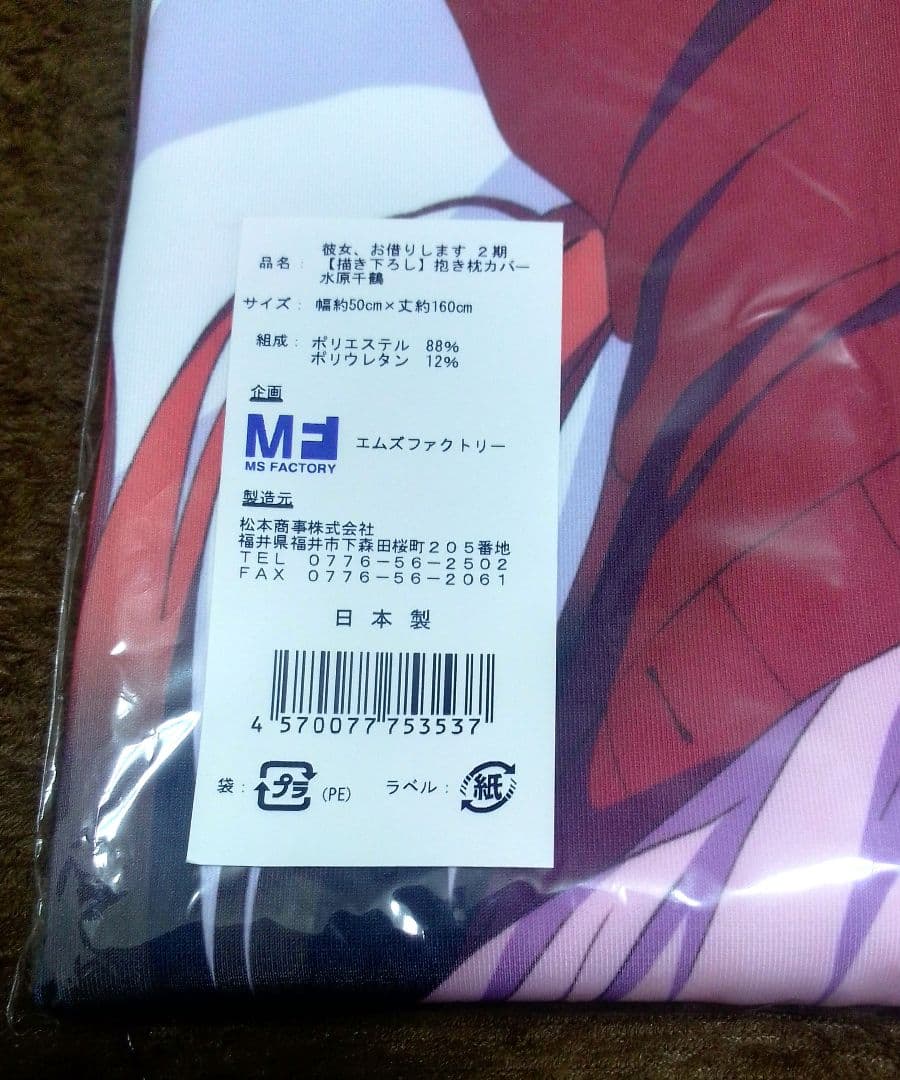 品名： 彼女、お借りします 2期
【描き下ろし】抱き枕カバー
水原千鶴
サイズ： 幅約50cm×丈約160cm
組成： ポリエステル 88%
ポリウレタン 12%
企画
MF エムズファクトリー
MS FACTORY
製造元
松本商事株式会社
福井県福井市下森田桜町２０５番地
ＴＥＬ ０７７６−５６−２５０２
ＦＡＸ ０７７６−５６−２０６１
日本製
4 570077 753537
袋： プラ (PE) ラベル： 紙